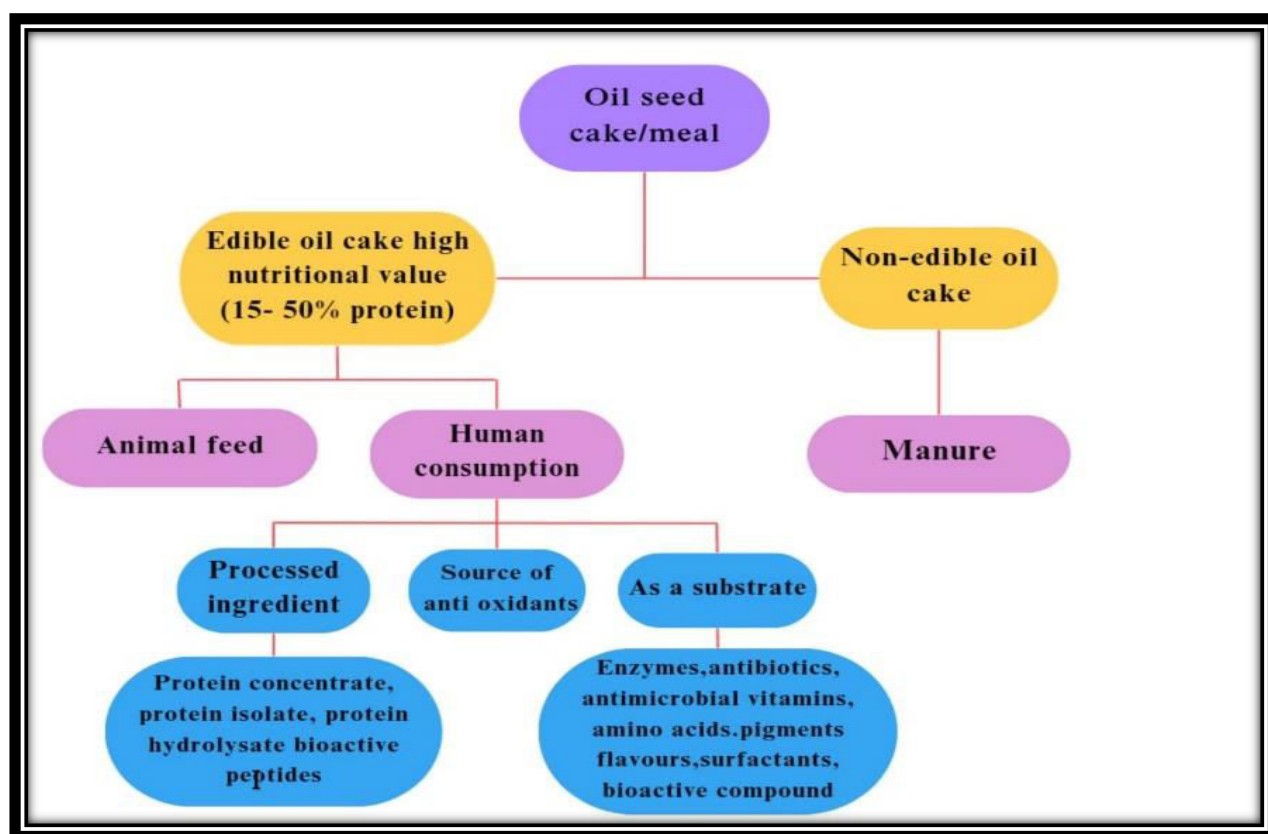 Oil seed
cake/meal
Edible oil cake high
nutritional value
(15- 50% protein)
Non-edible oil
cake
Animal feed
Human
consumption
Manure
Processed
ingredient
Source of
anti oxidants
As a substrate
Protein concentrate,
protein isolate, protein
hydrolysate bioactive
peptides
Enzymes,antibiotics,
antimicrobial vitamins,
amino acids.pigments
flavours,surfactants,
bioactive compound